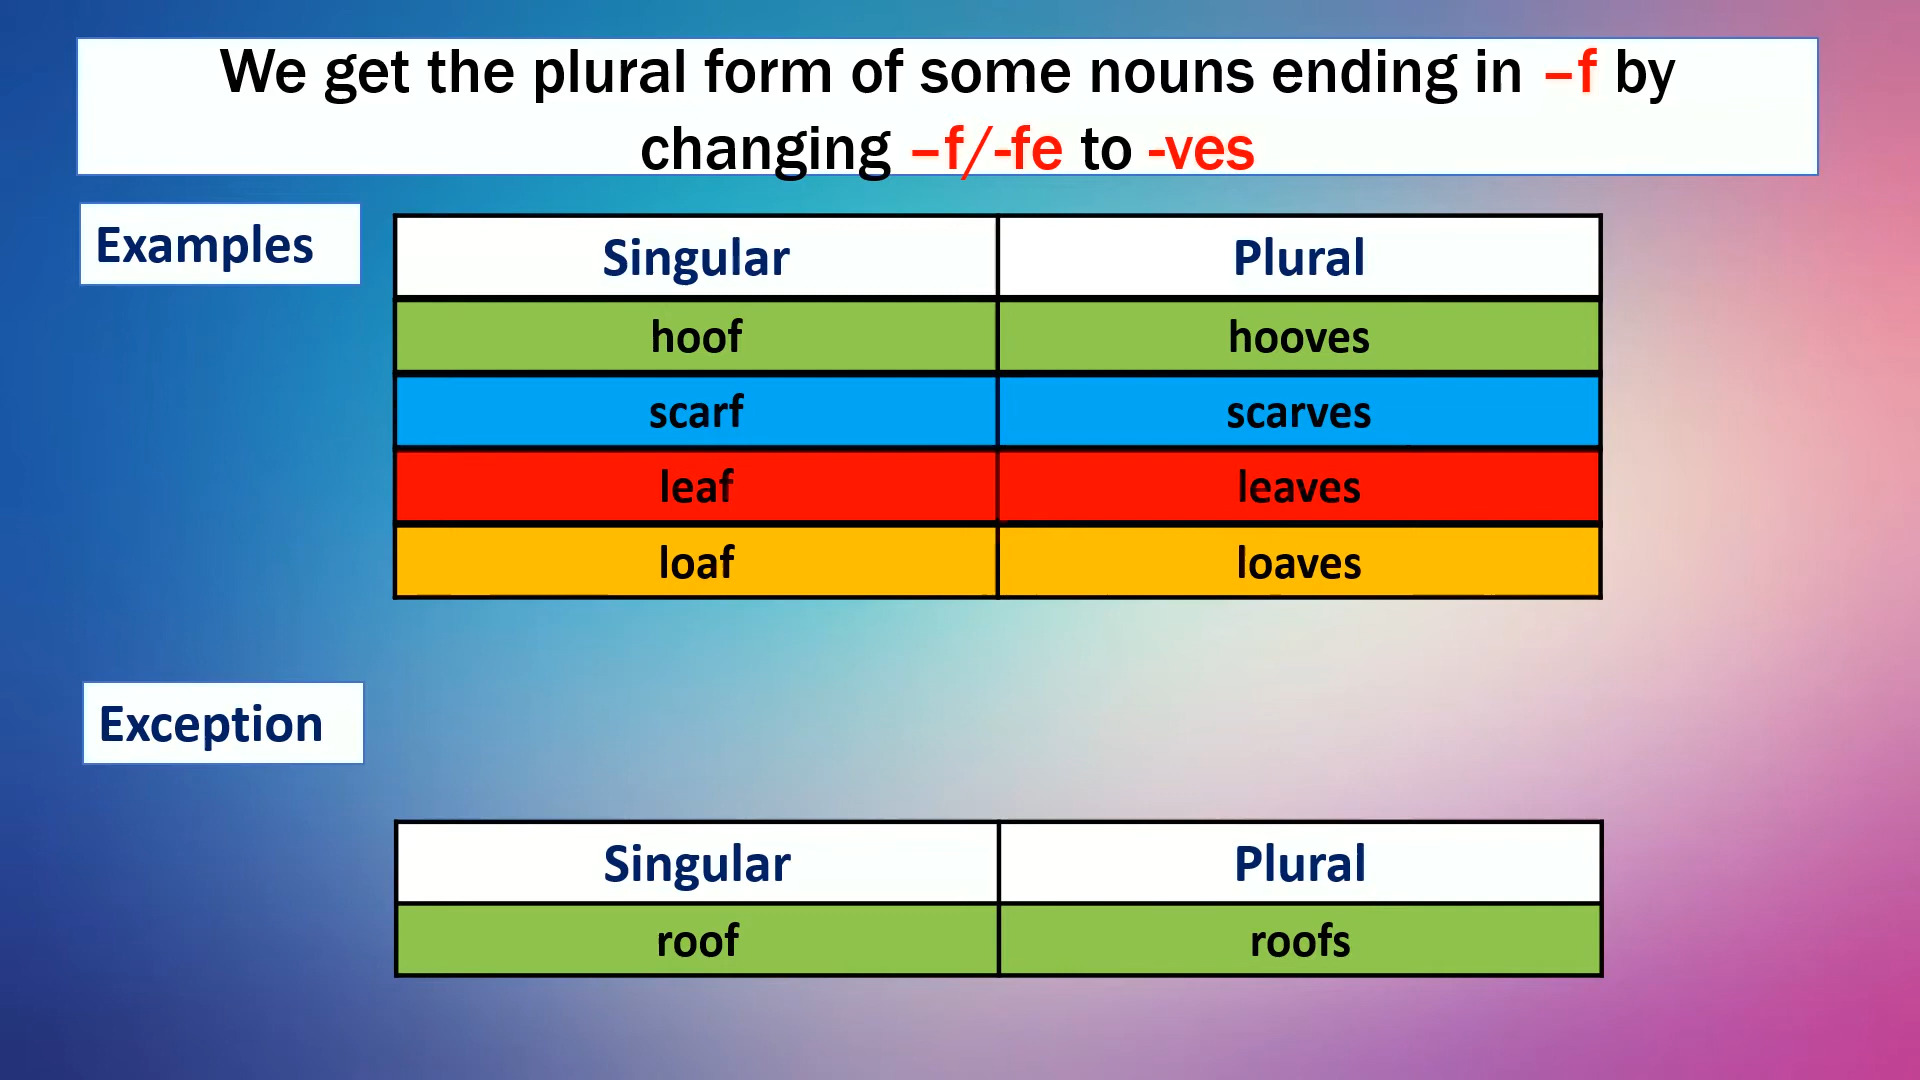 We get the plural form of some nouns ending in –f by
changing –f/-fe to -ves
Examples
Singular Plural
hoof hooves
scarf scarves
leaf leaves
loaf loaves
Exception
Singular Plural
roof roofs